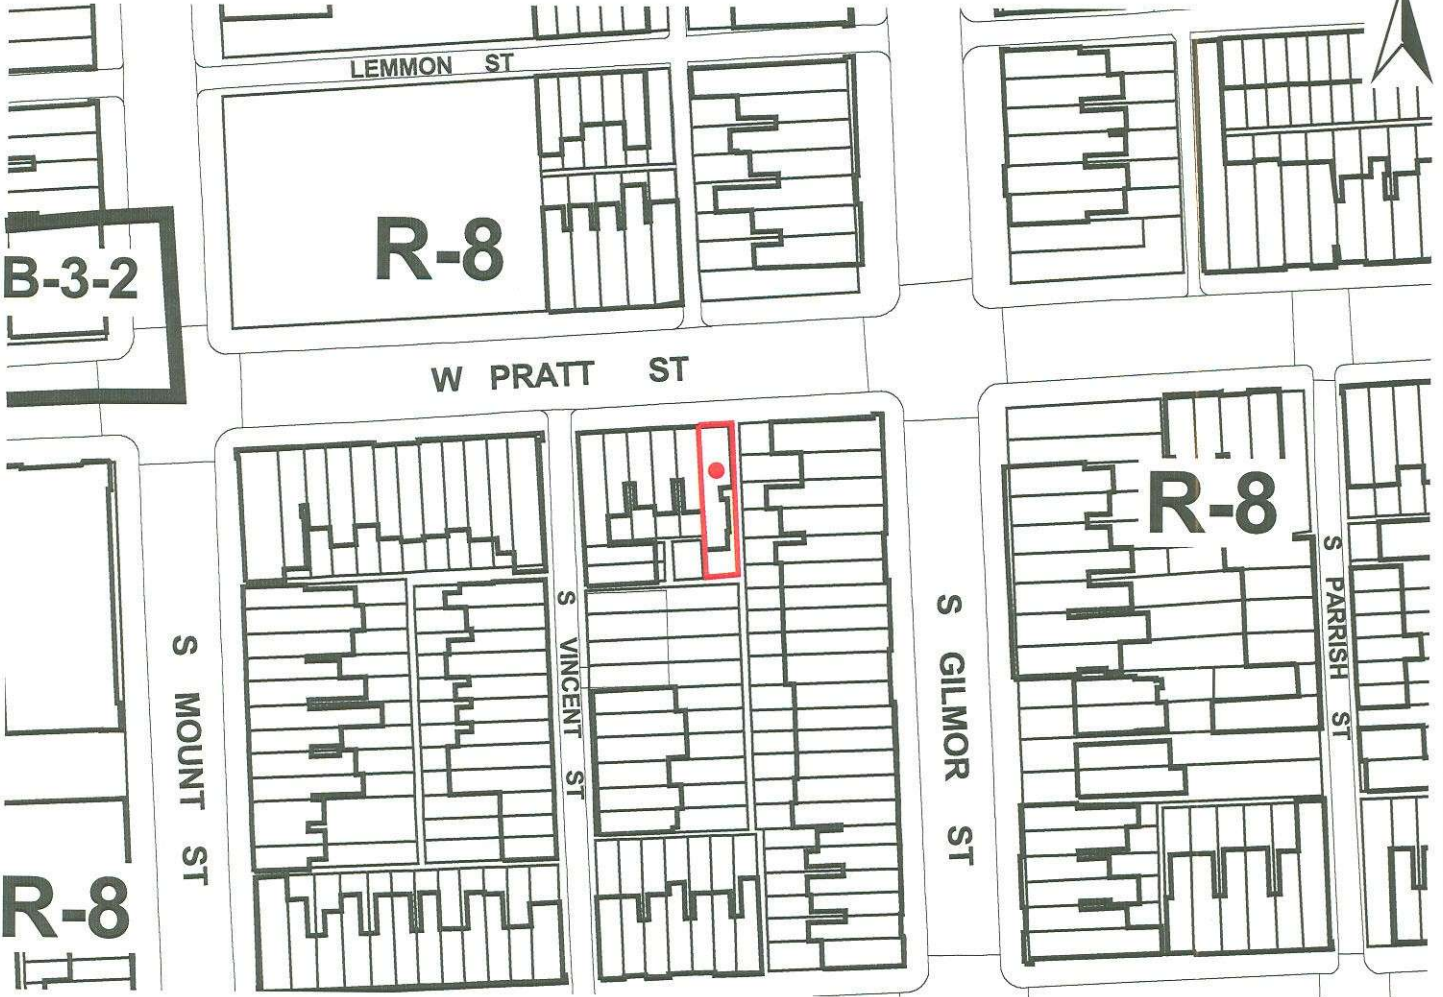 LEMMON ST
R-8
B-3-2
W PRATT ST
R-8
S MOUNT ST
S VINCENT ST
S GILMOR ST
S PARRISH ST
R-8